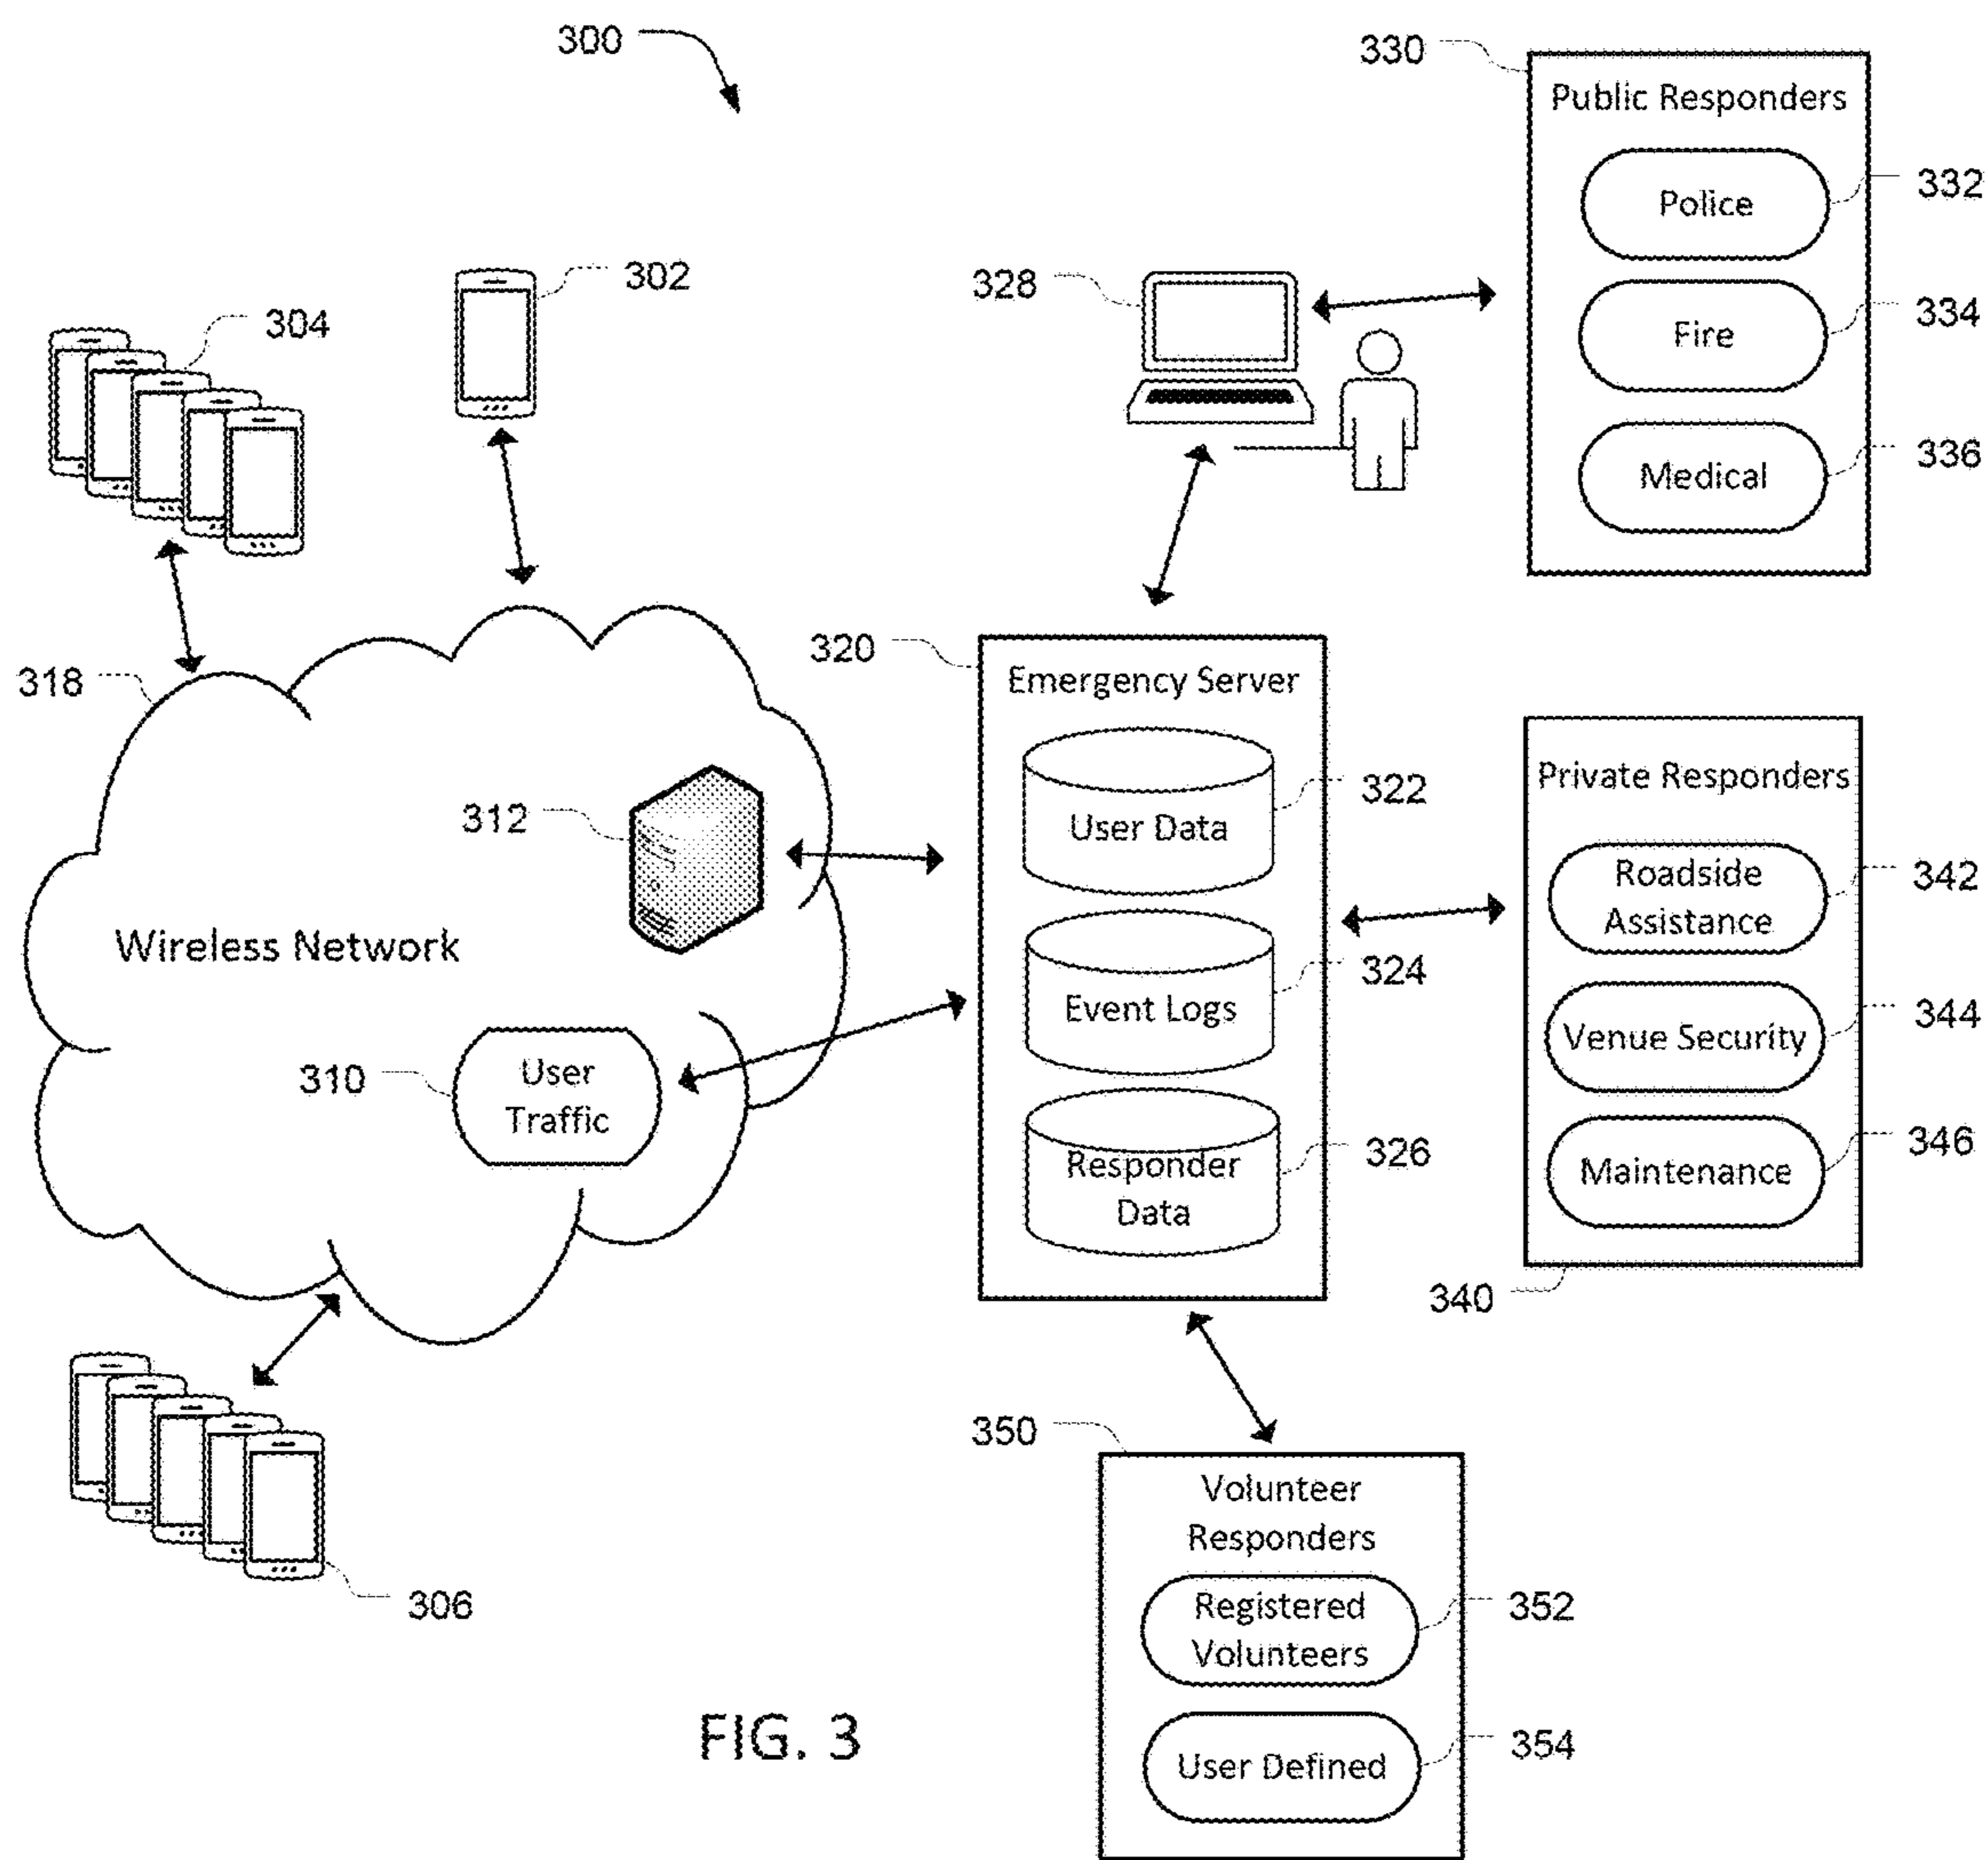 300
330
Public Responders
Police
332
302
328
304
Fire
334
Medical
336
318
320
Emergency Server
User Data
322
312
Private Responders
Roadside
Assistance
342
Wireless Network
Event Logs
324
Venue Security
344
310
User
Traffic
Responder
Data
326
Maintenance
346
340
350
Volunteer
Responders
306
Registered
Volunteers
352
User Defined
354
FIG. 3